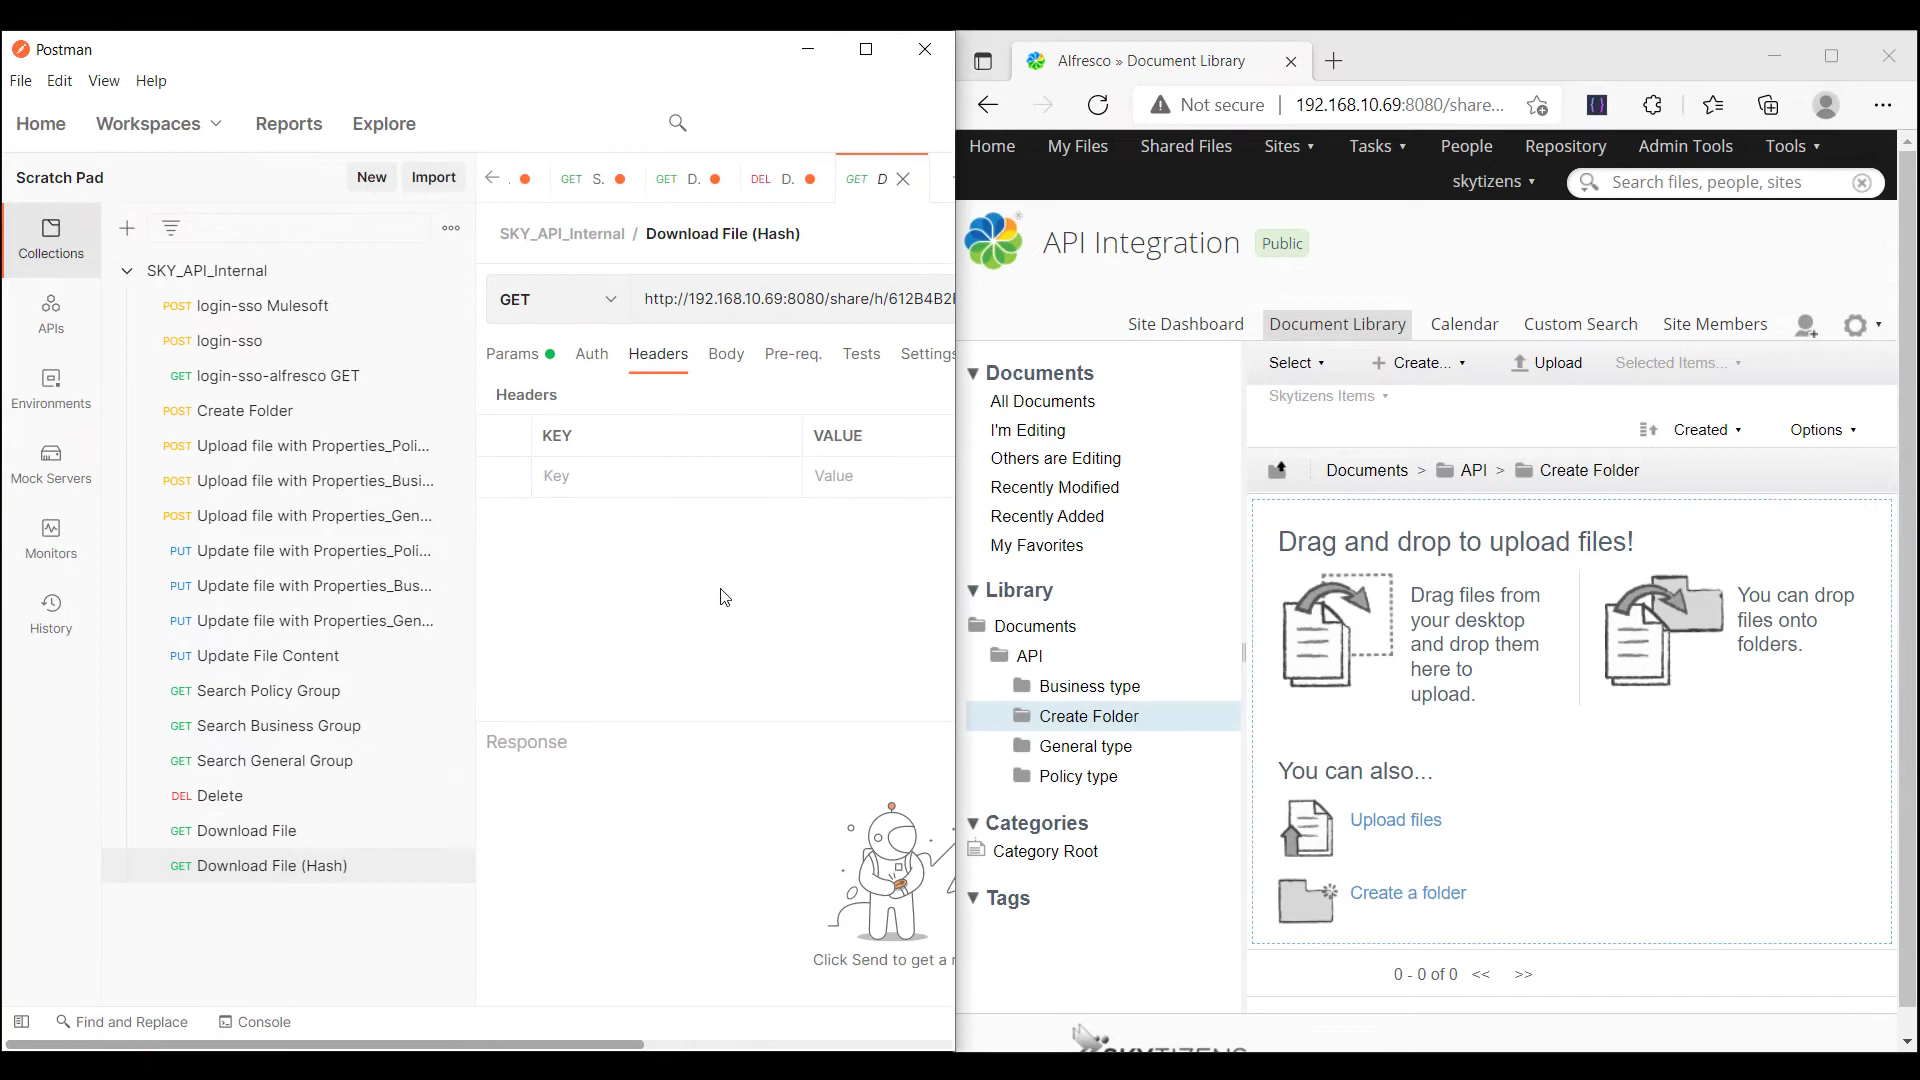 Postman
File Edit View Help
Home Workspaces Reports Explore
Scratch Pad New Import
GET S. GET D. DEL D. GET D
Collections
APIs
Environments
Mock Servers
Monitors
History
SKY_API_Internal
POST login-sso Mulesoft
POST login-sso
GET login-sso-alfresco GET
POST Create Folder
POST Upload file with Properties_Poli...
POST Upload file with Properties_Busi...
POST Upload file with Properties_Gen...
PUT Update file with Properties_Poli...
PUT Update file with Properties_Bus...
PUT Update file with Properties_Gen...
PUT Update File Content
GET Search Policy Group
GET Search Business Group
GET Search General Group
DEL Delete
GET Download File
GET Download File (Hash)
SKY_API_Internal / Download File (Hash)
GET http://192.168.10.69:8080/share/h/612B4B2
Params Auth Headers Body Pre-req. Tests Settings
Headers
KEY VALUE
Key Value
Response
Click Send to get a
Find and Replace Console
Alfresco » Document Library
Not secure 192.168.10.69:8080/share...
Home My Files Shared Files Sites Tasks People Repository Admin Tools Tools
skytizens Search files, people, sites
API Integration Public
Site Dashboard Document Library Calendar Custom Search Site Members
Documents
All Documents
I'm Editing
Others are Editing
Recently Modified
Recently Added
My Favorites
Library
Documents
API
Business type
Create Folder
General type
Policy type
Categories
Category Root
Tags
Select Create... Upload Selected Items...
Skytizens Items
Created Options
Documents > API > Create Folder
Drag and drop to upload files!
Drag files from
your desktop
and drop them
here to
upload.
You can drop
files onto
folders.
You can also...
Upload files
Create a folder
0 - 0 of 0 << >>
SKYTIZENS